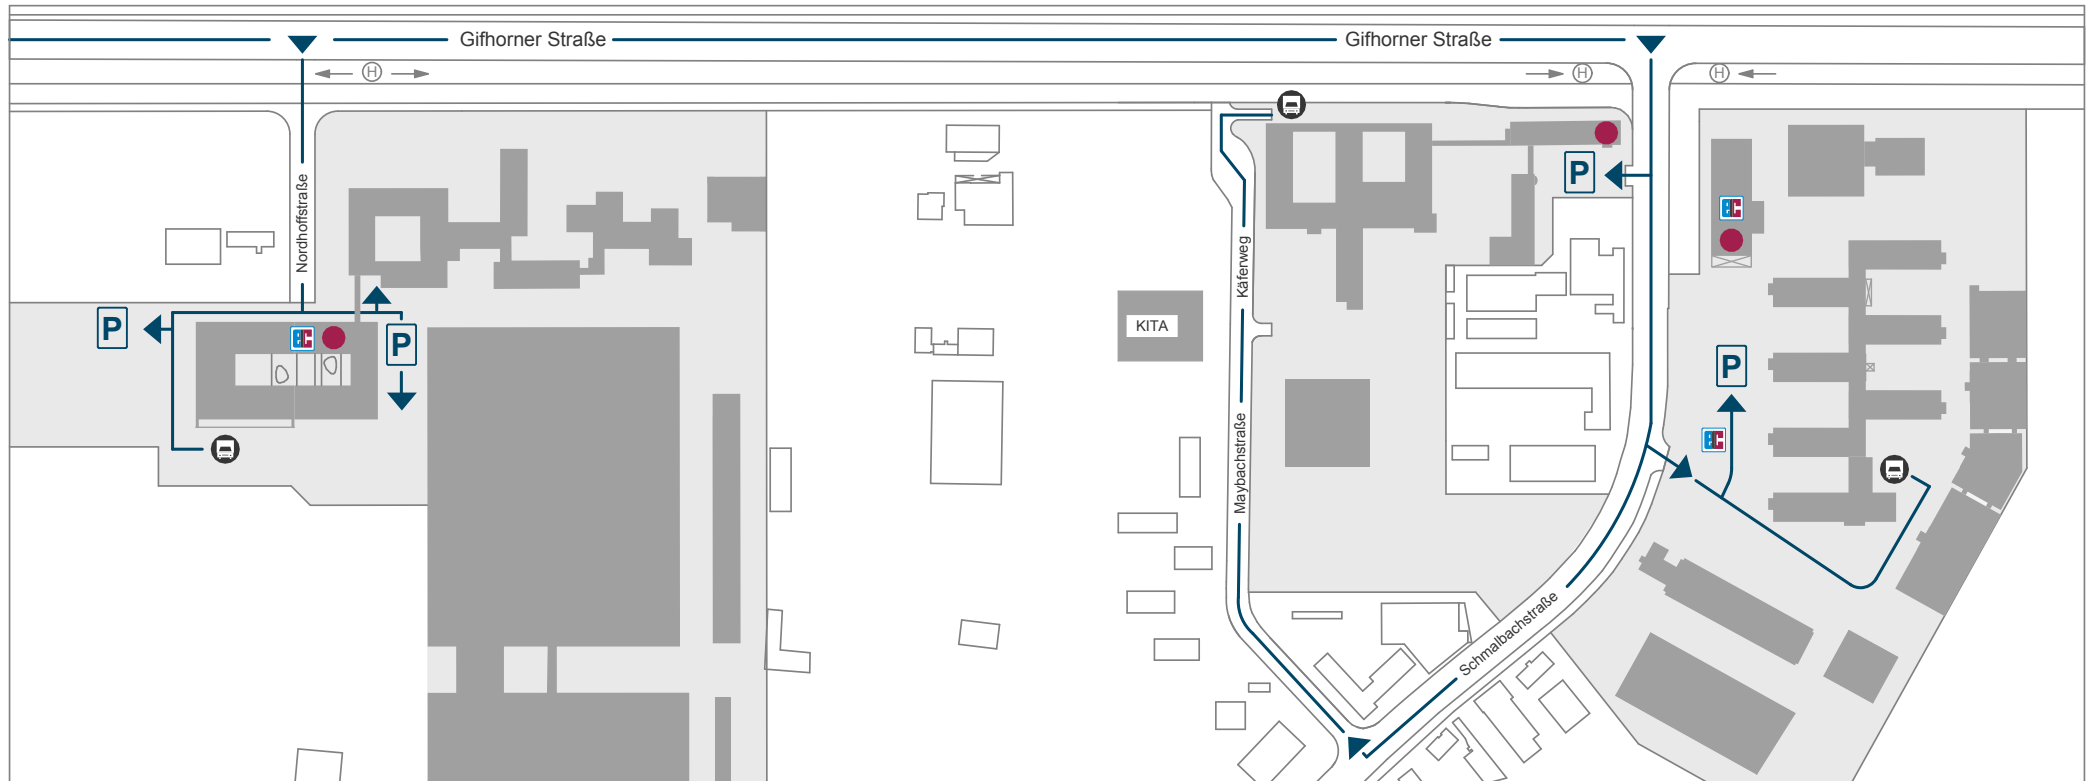 Gifhorner Straße
Gifhorner Straße
H
H
H
Nordhoffstraße
P
P
KITA
Käferweg
Maybachstraße
Schmalbachstraße
P
P